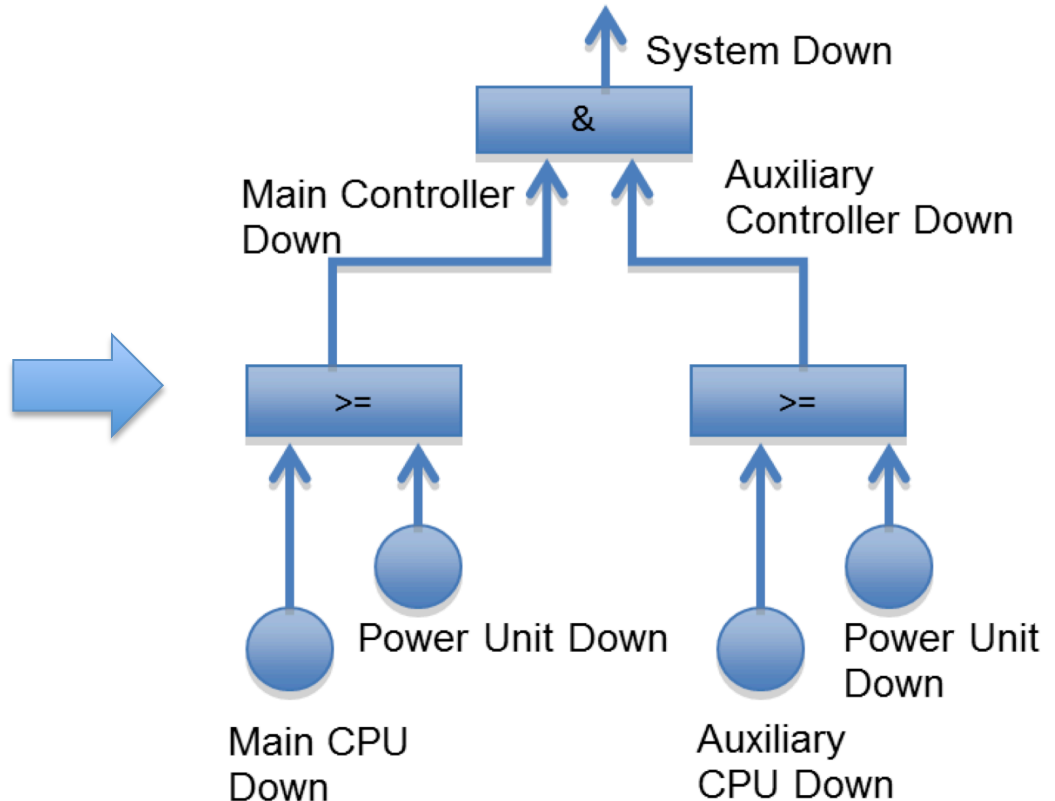 System Down
&
Main Controller
Down
Auxiliary
Controller Down
>=
>=
Power Unit Down
Power Unit
Down
Main CPU
Down
Auxiliary
CPU Down